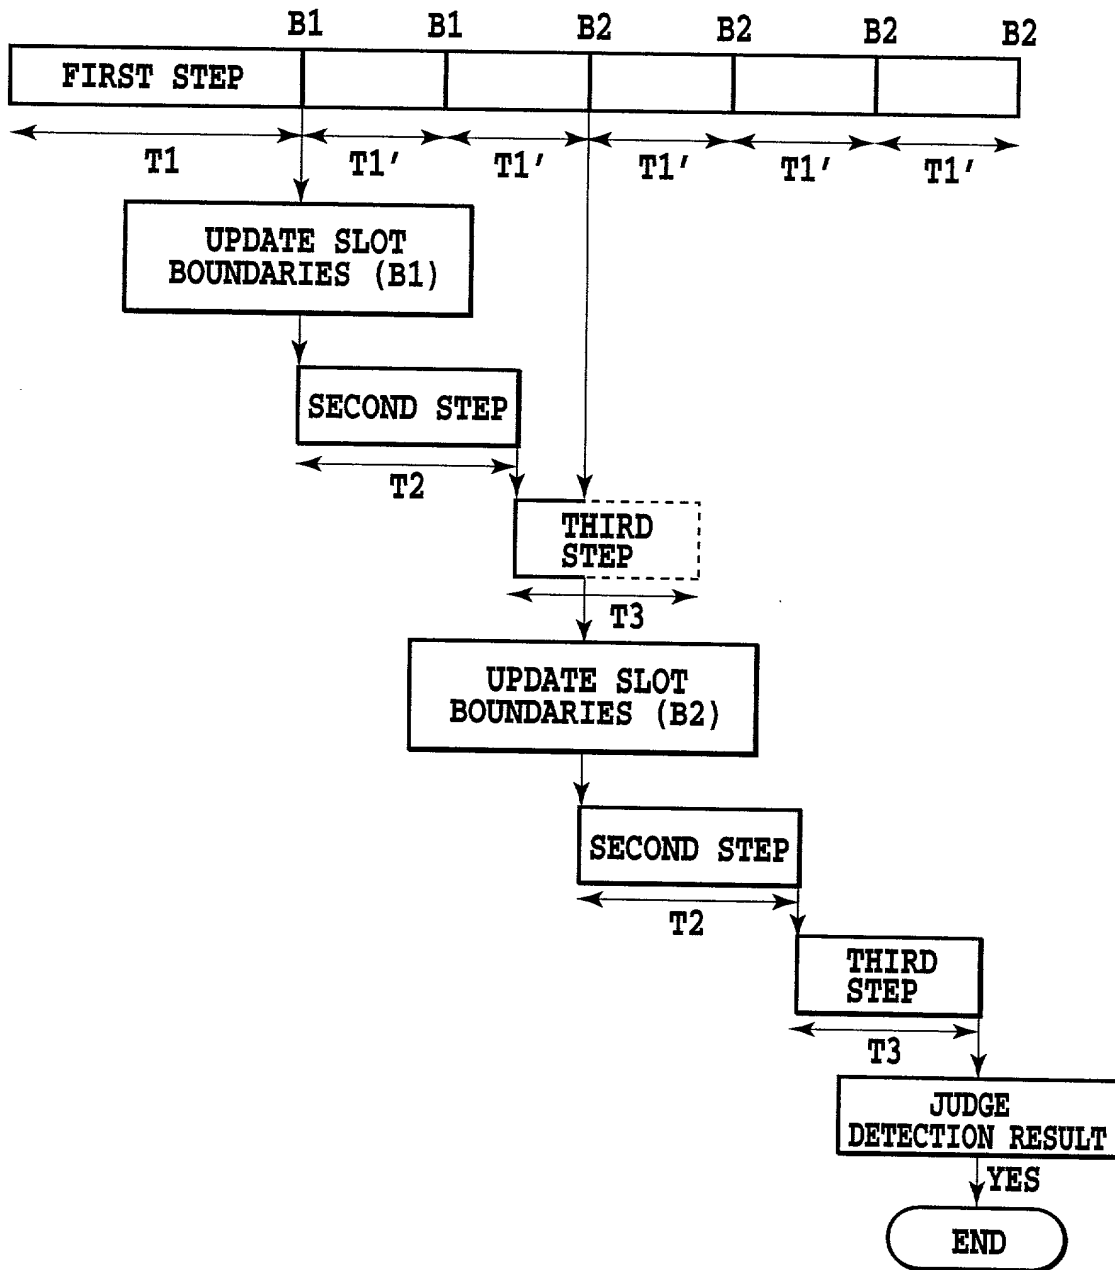 B1 B1 B2 B2 B2 B2
FIRST STEP
T1 T1' T1' T1' T1' T1'
UPDATE SLOT
BOUNDARIES (B1)
SECOND STEP
T2
THIRD
STEP
T3
UPDATE SLOT
BOUNDARIES (B2)
SECOND STEP
T2
THIRD
STEP
T3
JUDGE
DETECTION RESULT
YES
END